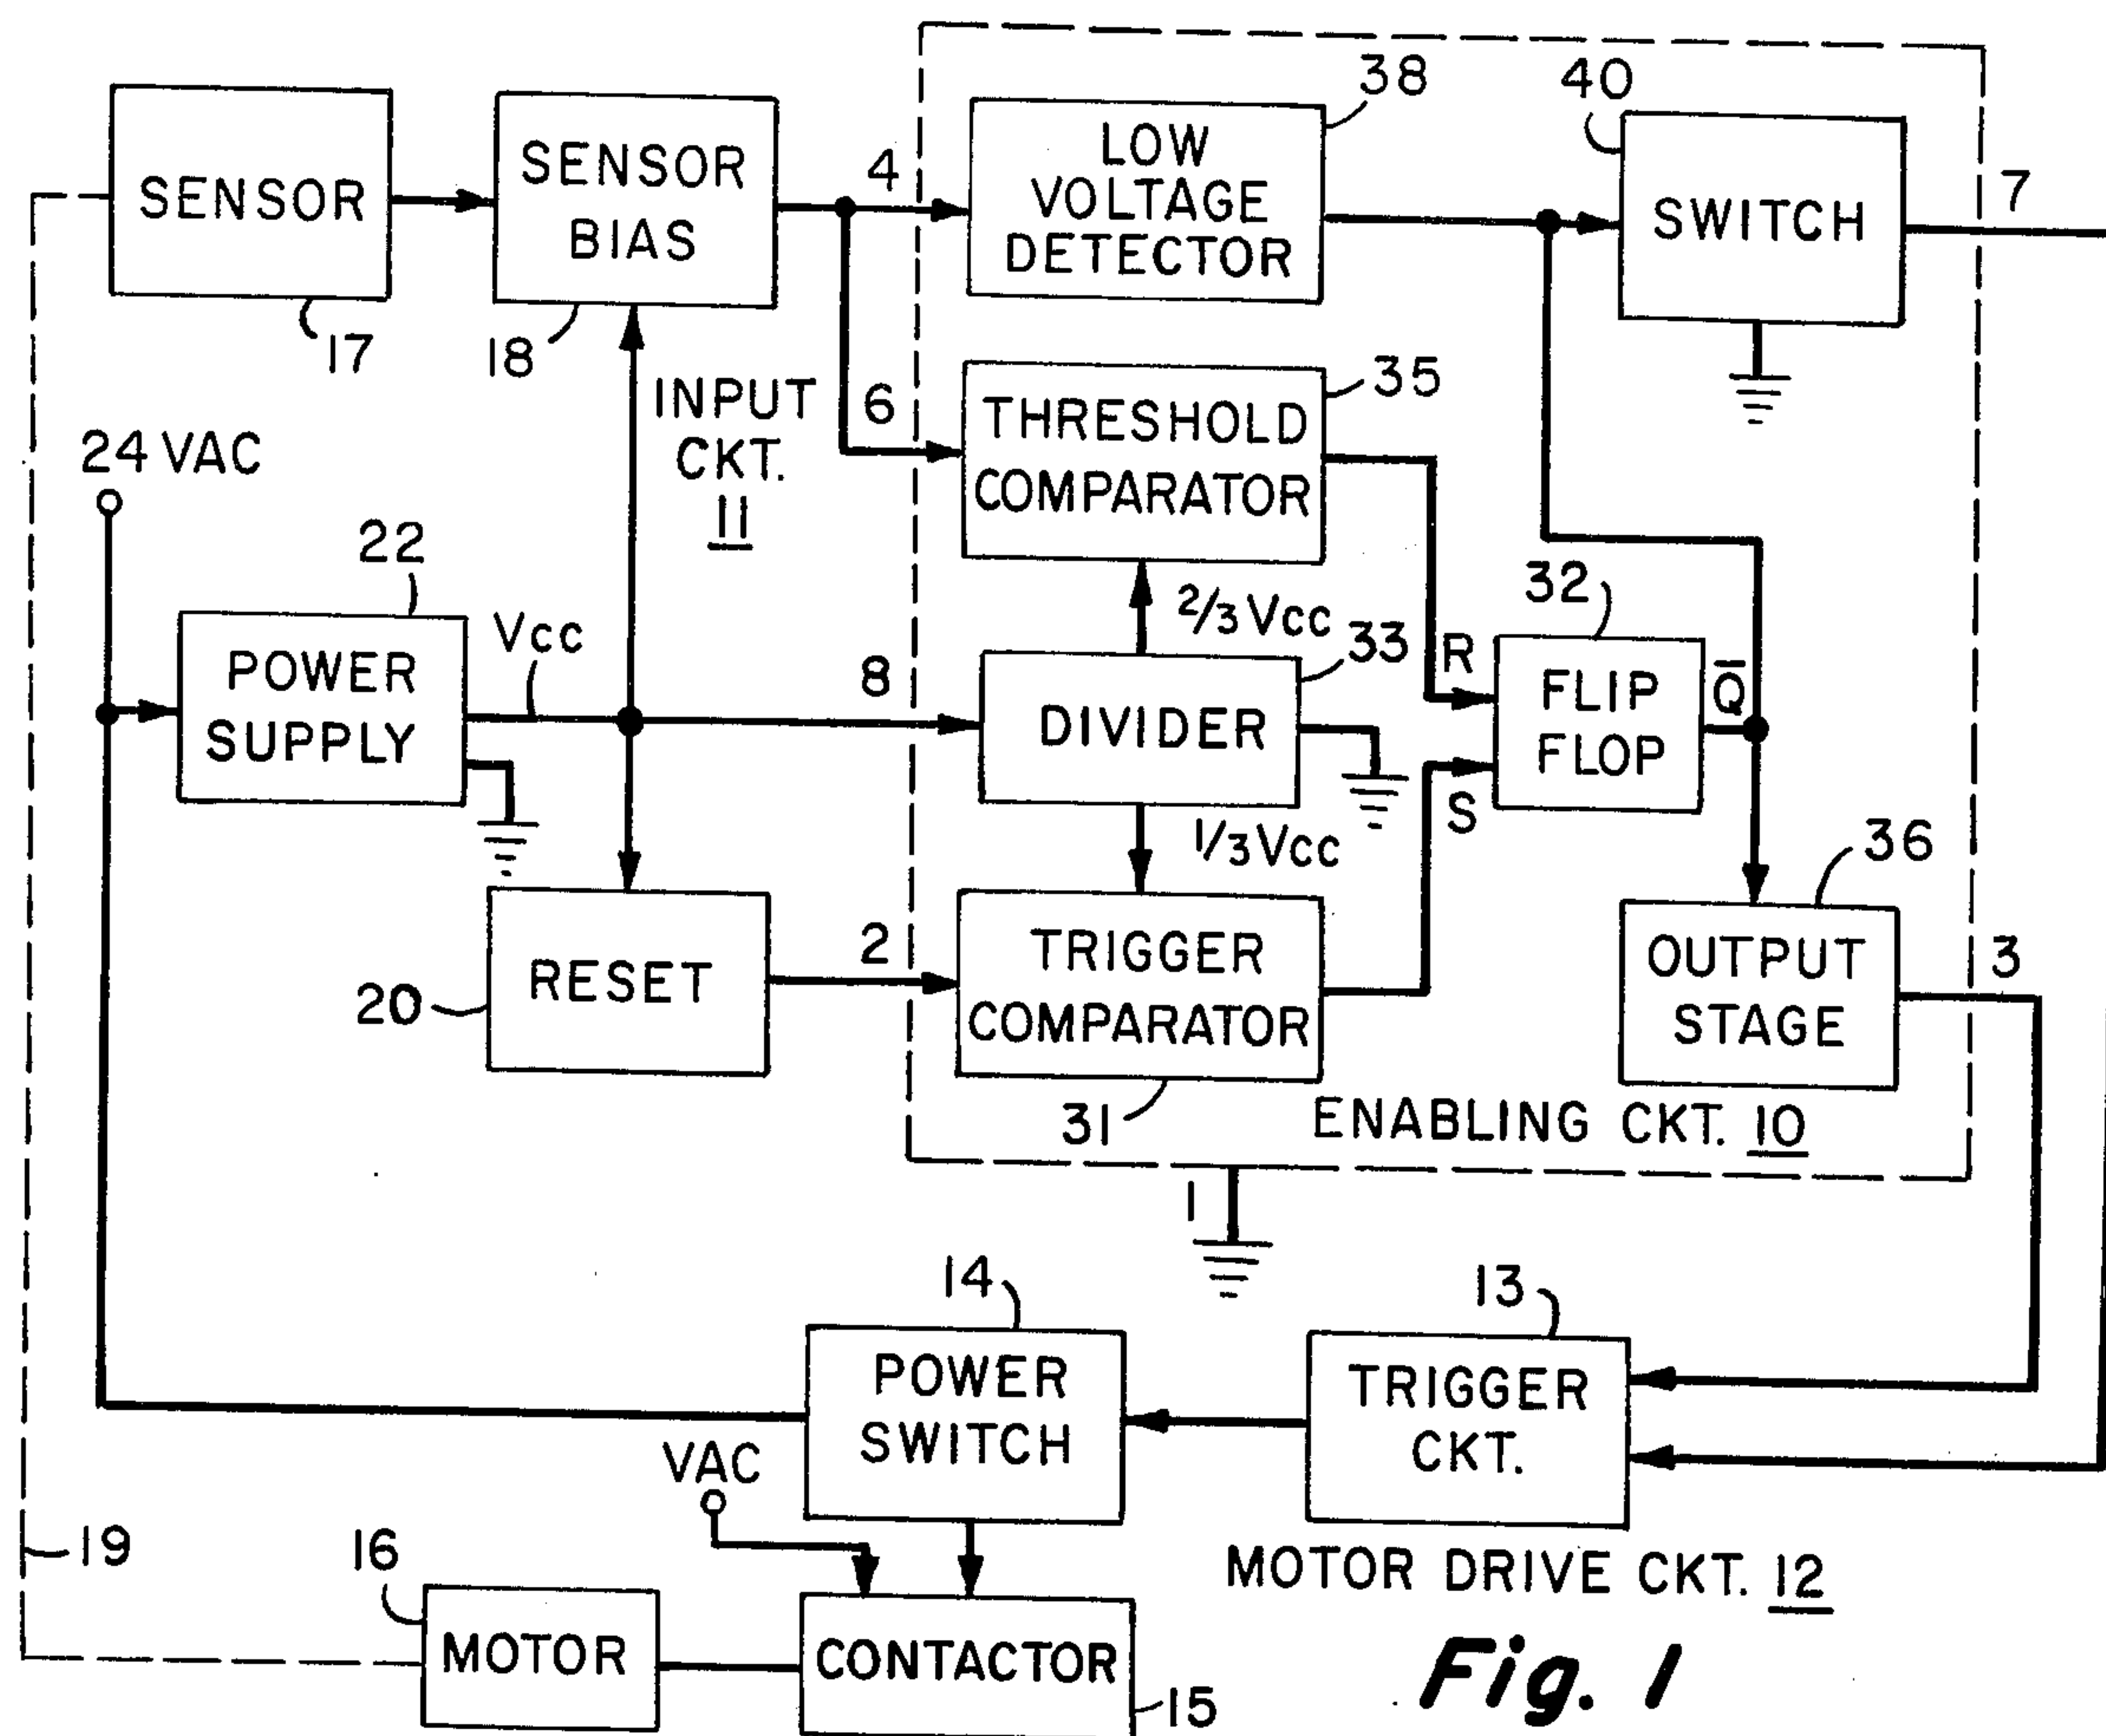 38
40
SENSOR
17
SENSOR
BIAS
18
4
LOW
VOLTAGE
DETECTOR
SWITCH
7
INPUT
CKT.
11
6
THRESHOLD
COMPARATOR
35
24 VAC
22
POWER
SUPPLY
Vcc
8
2/3 Vcc
33
DIVIDER
1/3 Vcc
R
S
32
FLIP
FLOP
Q̅
36
RESET
20
2
TRIGGER
COMPARATOR
31
OUTPUT
STAGE
3
ENABLING CKT. 10
1
14
POWER
SWITCH
13
TRIGGER
CKT.
VAC
19
16
MOTOR
CONTACTOR
15
MOTOR DRIVE CKT. 12
Fig. 1